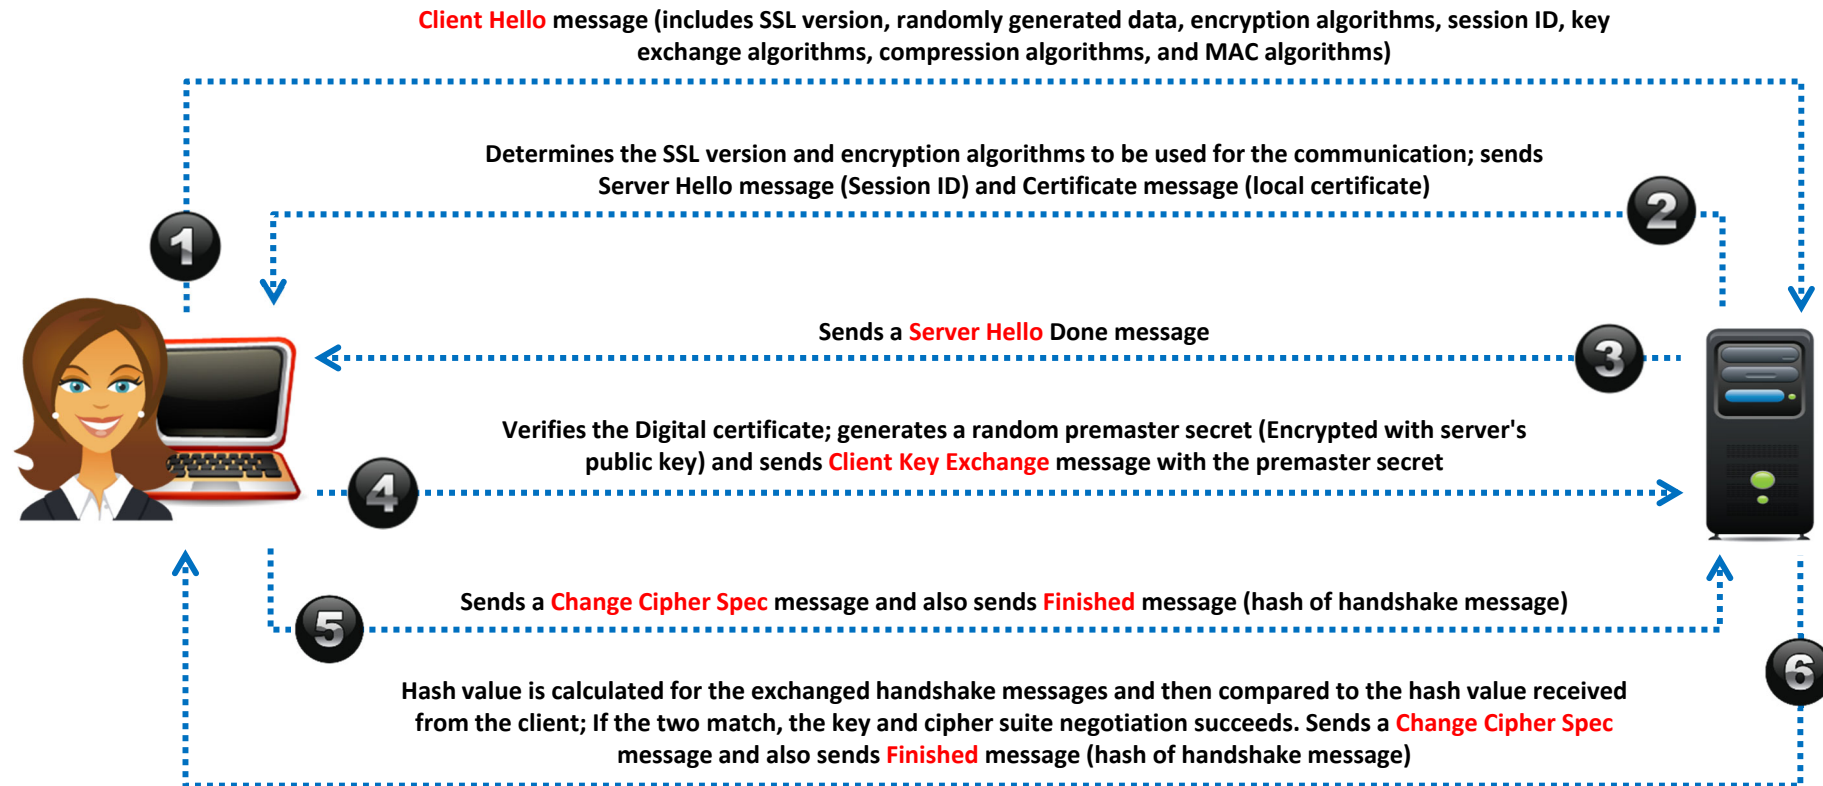 Client Hello message (includes SSL version, randomly generated data, encryption algorithms, session ID, key
exchange algorithms, compression algorithms, and MAC algorithms)
Determines the SSL version and encryption algorithms to be used for the communication; sends
Server Hello message (Session ID) and Certificate message (local certificate)
2
1
Sends a Server Hello Done message
3
Verifies the Digital certificate; generates a random premaster secret (Encrypted with server's
public key) and sends Client Key Exchange message with the premaster secret
4
Sends a Change Cipher Spec message and also sends Finished message (hash of handshake message)
5
6
Hash value is calculated for the exchanged handshake messages and then compared to the hash value received
from the client; If the two match, the key and cipher suite negotiation succeeds. Sends a Change Cipher Spec
message and also sends Finished message (hash of handshake message)